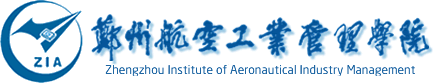 ZIA
鄭州航空工業管理學院
Zhengzhou Institute of Aeronautical Industry Management